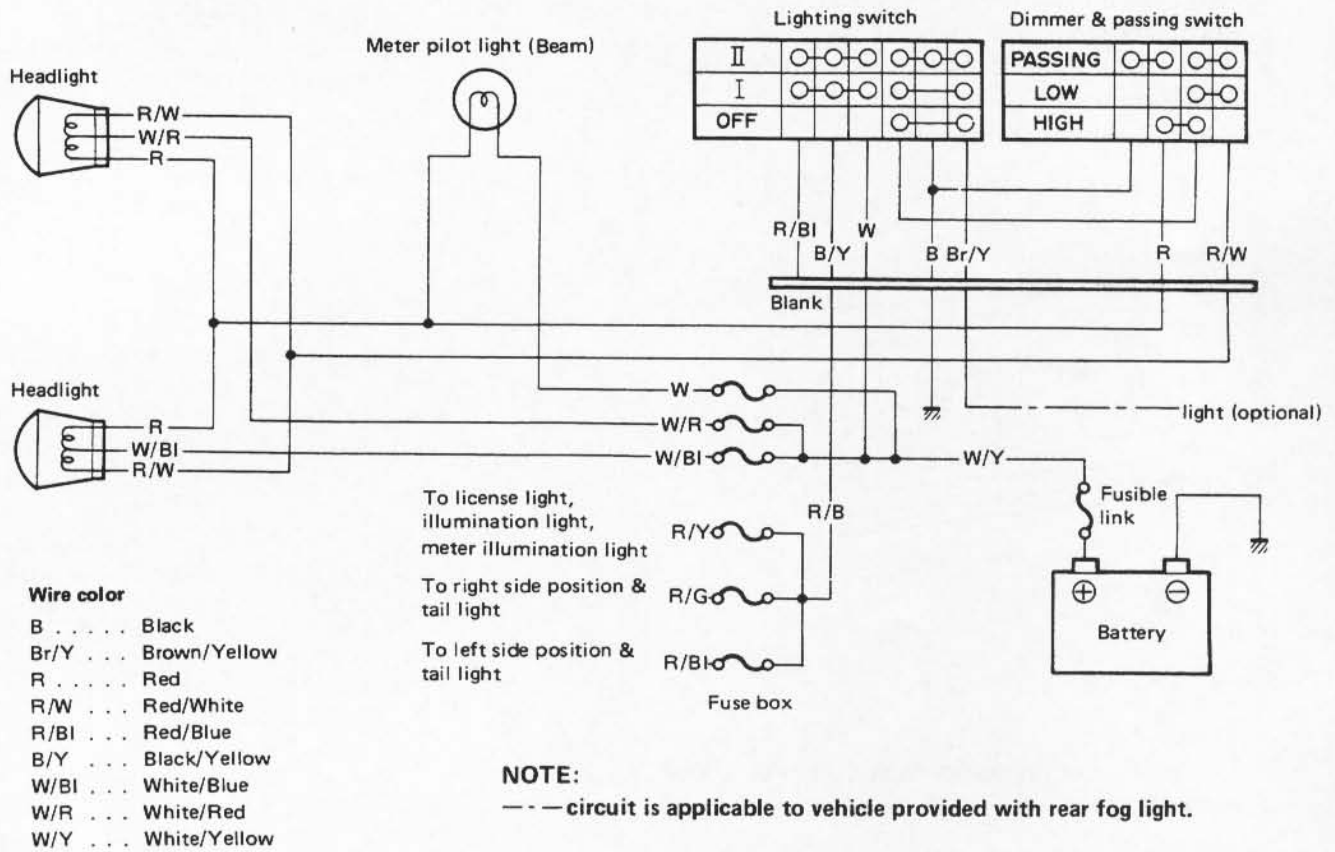 Lighting switch
Dimmer & passing switch
Meter pilot light (Beam)
Headlight
II
I
OFF
PASSING
LOW
HIGH
R/W
W/R
R
R/Bl
B/Y
W
B
Br/Y
R
R/W
Blank
Headlight
R
W/Bl
R/W
W
W/R
W/Bl
W/Y
light (optional)
Fusible
link
R/B
To license light,
illumination light,
meter illumination light
R/Y
To right side position &
tail light
R/G
To left side position &
tail light
R/Bl
Fuse box
+
−
Battery
Wire color
B ..... Black
Br/Y ... Brown/Yellow
R ..... Red
R/W ... Red/White
R/Bl ... Red/Blue
B/Y ... Black/Yellow
W/Bl ... White/Blue
W/R ... White/Red
W/Y ... White/Yellow
NOTE:
—-— circuit is applicable to vehicle provided with rear fog light.